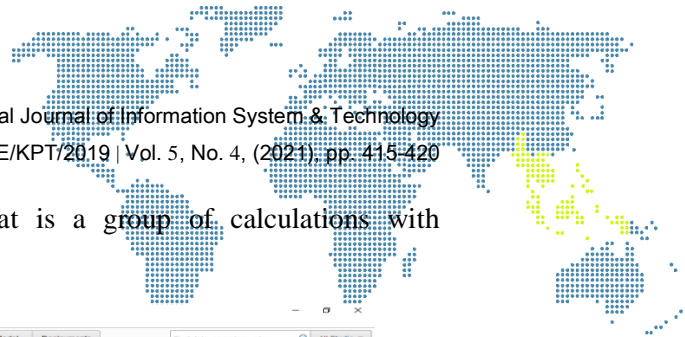 al Journal of Information System & Technology
E/KPT/2019 | Vol. 5, No. 4, (2021), pp. 415-420
at is a group of calculations with